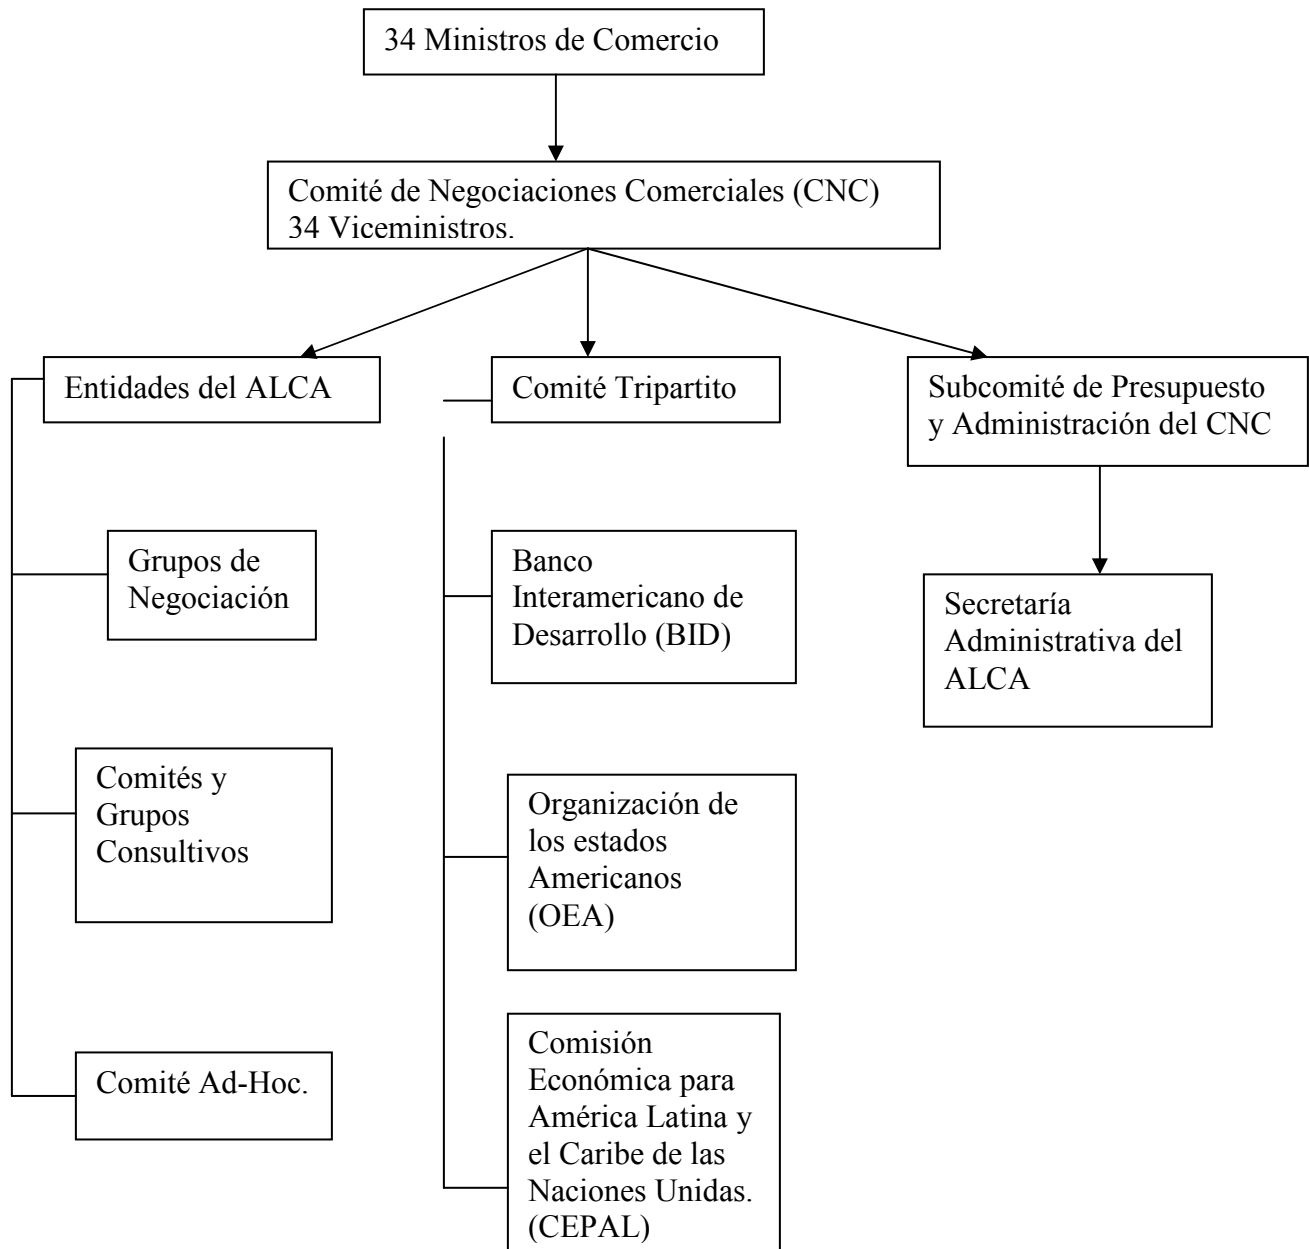 34 Ministros de Comercio
Comité de Negociaciones Comerciales (CNC)
34 Viceministros.
Entidades del ALCA
Comité Tripartito
Subcomité de Presupuesto
y Administración del CNC
Grupos de
Negociación
Banco
Interamericano de
Desarrollo (BID)
Secretaría
Administrativa del
ALCA
Comités y
Grupos
Consultivos
Organización de
los estados
Americanos
(OEA)
Comité Ad-Hoc.
Comisión
Económica para
América Latina y
el Caribe de las
Naciones Unidas.
(CEPAL)